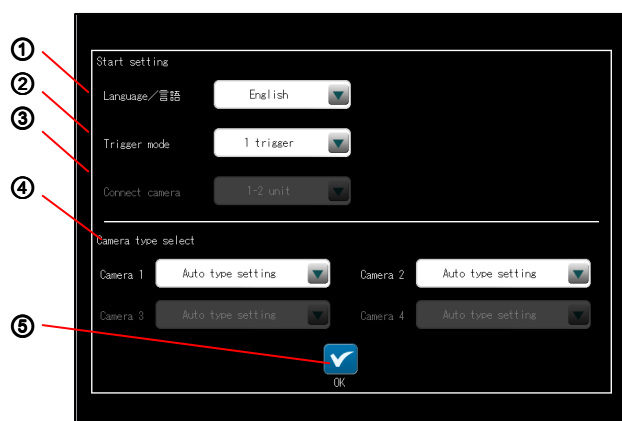 ①
Start setting
Language/言語 English
②
Trigger mode 1 trigger
③
Connect camera 1-2 unit
④
Camera type select
Camera 1 Auto type setting Camera 2 Auto type setting
Camera 3 Auto type setting Camera 4 Auto type setting
⑤
OK